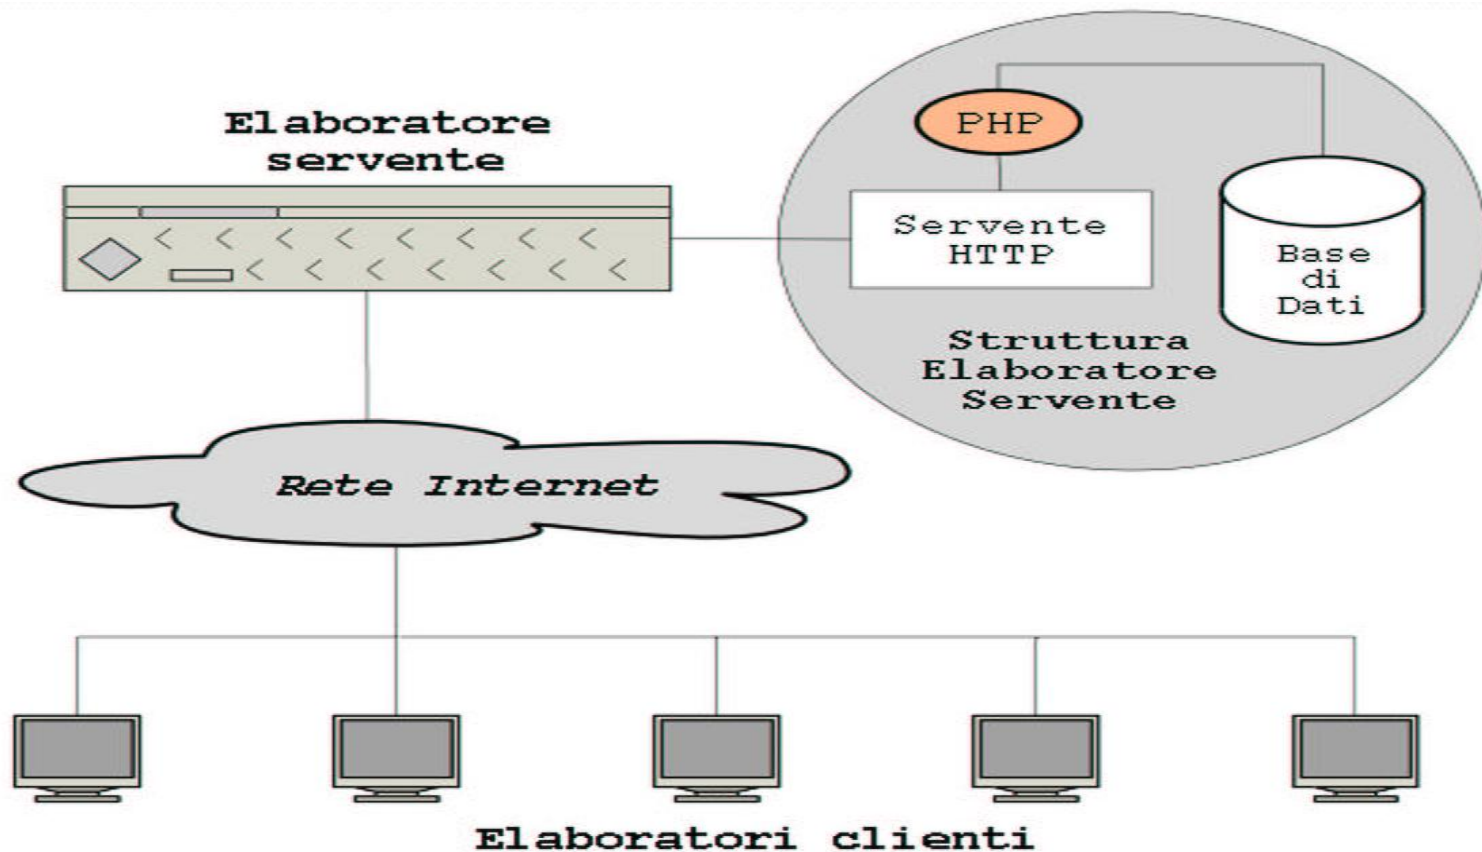 Elaboratore
servente
PHP
Servente
HTTP
Base
di
Dati
Struttura
Elaboratore
Servente
Rete Internet
Elaboratori clienti